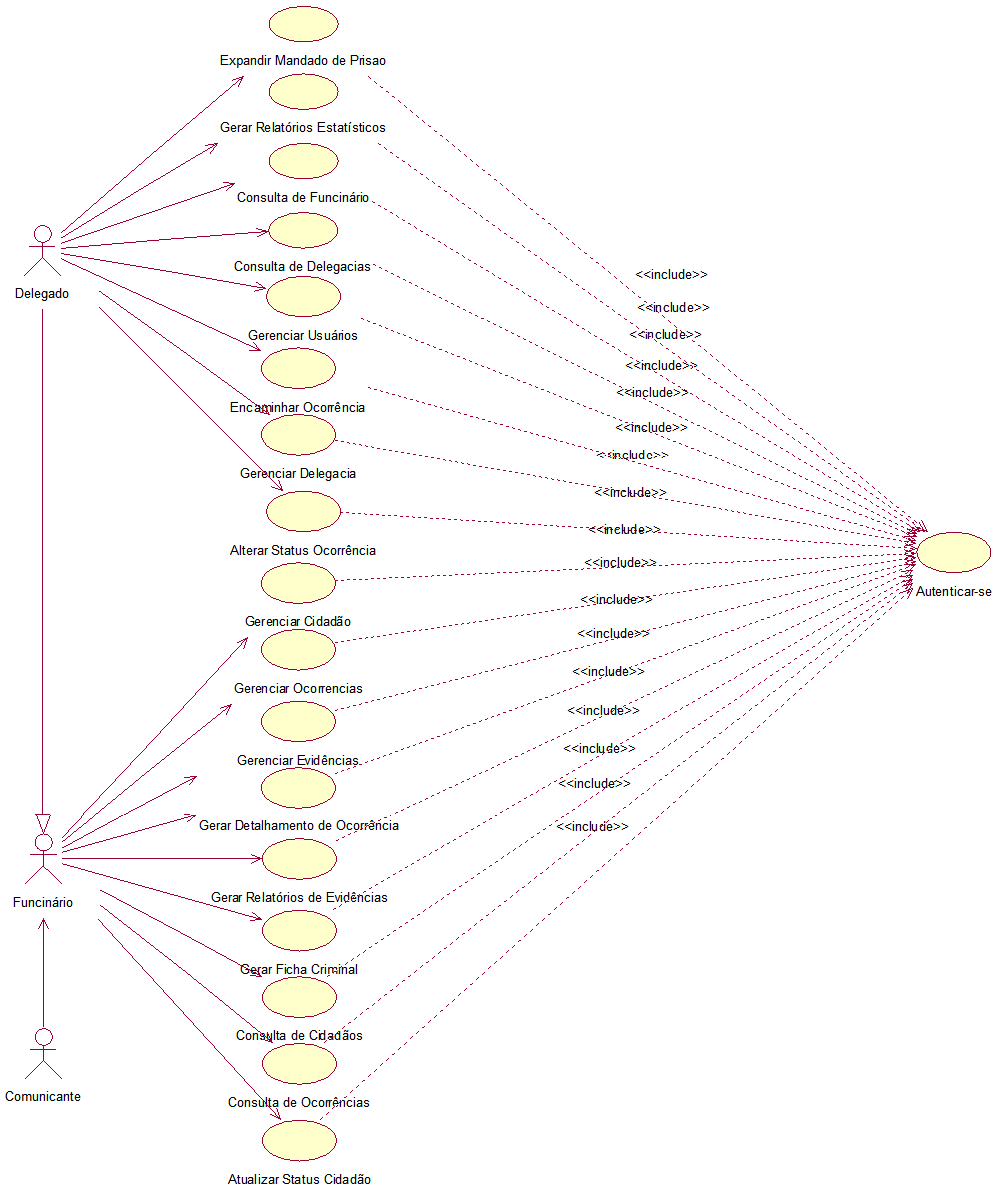 Expandir Mandado de Prisao
Gerar Relatórios Estatísticos
Consulta de Funcinário
Delegado
Consulta de Delegacias
<<include>>
<<include>>
Gerenciar Usuários
<<include>>
<<include>>
<<include>>
Encaminhar Ocorrência
<<include>>
<<include>>
Gerenciar Delegacia
<<include>>
<<include>>
Alterar Status Ocorrência
<<include>>
Autenticar-se
<<include>>
Gerenciar Cidadão
<<include>>
<<include>>
Gerenciar Ocorrencias
<<include>>
<<include>>
Gerenciar Evidências
<<include>>
Gerar Detalhamento de Ocorrência
<<include>>
Gerar Relatórios de Evidências
Funcinário
Gerar Ficha Criminal
Consulta de Cidadãos
Comunicante
Consulta de Ocorrências
Atualizar Status Cidadão